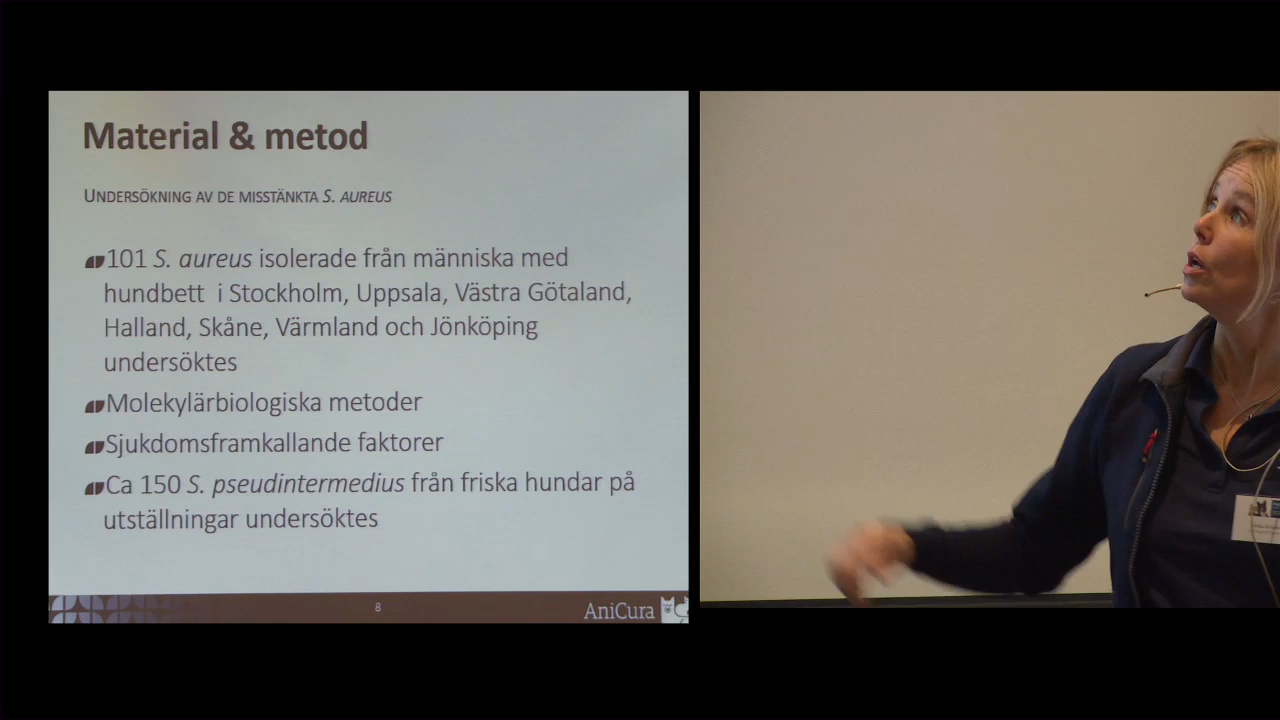 Material & metod
UNDERSÖKNING AV DE MISSTÄNKTA S. AUREUS
101 S. aureus isolerade från människa med
hundbett i Stockholm, Uppsala, Västra Götaland,
Halland, Skåne, Värmland och Jönköping
undersöktes
Molekylärbiologiska metoder
Sjukdomsframkallande faktorer
Ca 150 S. pseudintermedius från friska hundar på
utställningar undersöktes
8
AniCura